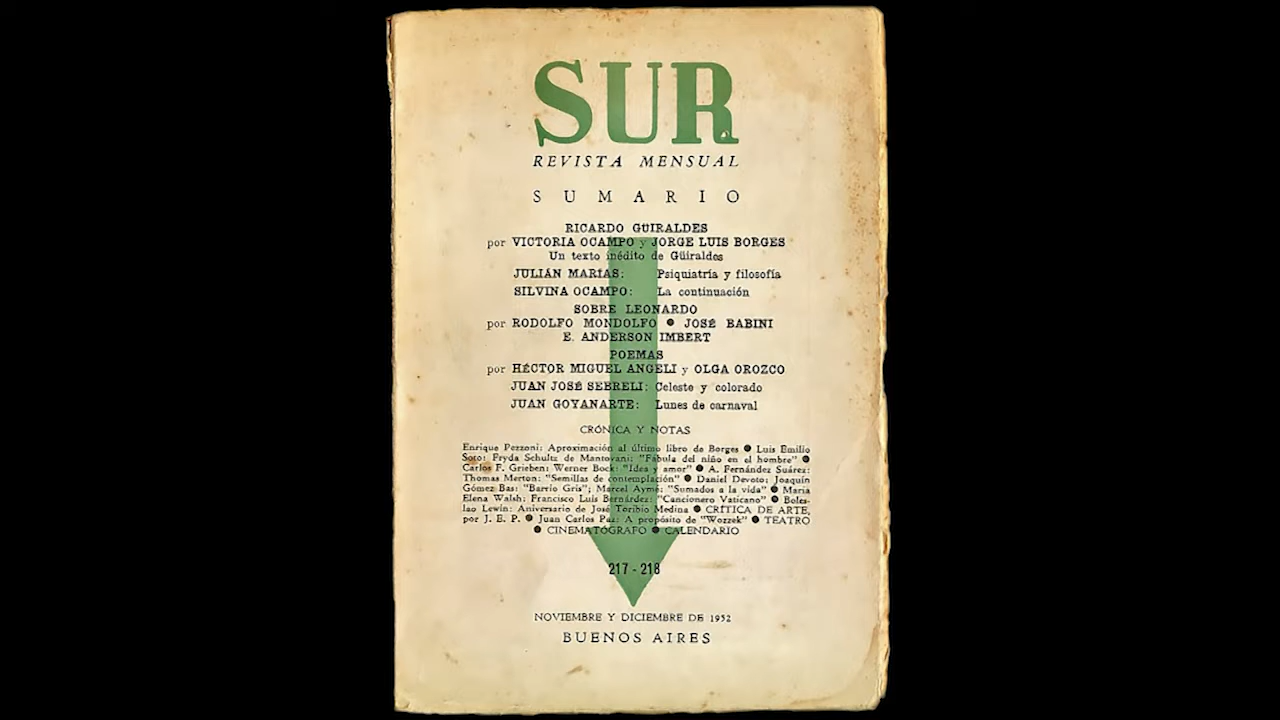 SUR
REVISTA MENSUAL
SUMARIO
RICARDO GÜIRALDES
por VICTORIA OCAMPO y JORGE LUIS BORGES
Un texto inédito de Güiraldes
JULIÁN MARÍAS: Psiquiatría y filosofía
SILVINA OCAMPO: La continuación
SOBRE LEONARDO
por RODOLFO MONDOLFO ● JOSÉ BABINI
E. ANDERSON IMBERT
POEMAS
por HÉCTOR MIGUEL ANGELI y OLGA OROZCO
JUAN JOSÉ SEBRELI: Celeste y colorado
JUAN GOYANARTE: Lunes de carnaval
CRÓNICA Y NOTAS
Enrique Pezzoni: Aproximación al último libro de Borges ● Luis Emilio
Soto: Fryda Schultz de Mantovani: "Fábula del niño en el hombre" ●
Carlos F. Grieben: Werner Bock: "Idea y amor" ● A. Fernández Suárez:
Thomas Merton: "Semillas de contemplación" ● Daniel Devoto: Joaquín
Gómez Bas: "Barrio Gris"; Marcel Aymé: "Sumados a la vida" ● María
Elena Walsh: Francisco Luis Bernárdez: "Cancionero Vaticano" ● Boles-
lao Lewin: Aniversario de José Toribio Medina ● CRÍTICA DE ARTE,
por J. E. P. ● Juan Carlos Paz: A propósito de "Wozzek" ● TEATRO
● CINEMATÓGRAFO ● CALENDARIO
217 - 218
NOVIEMBRE Y DICIEMBRE DE 1952
BUENOS AIRES